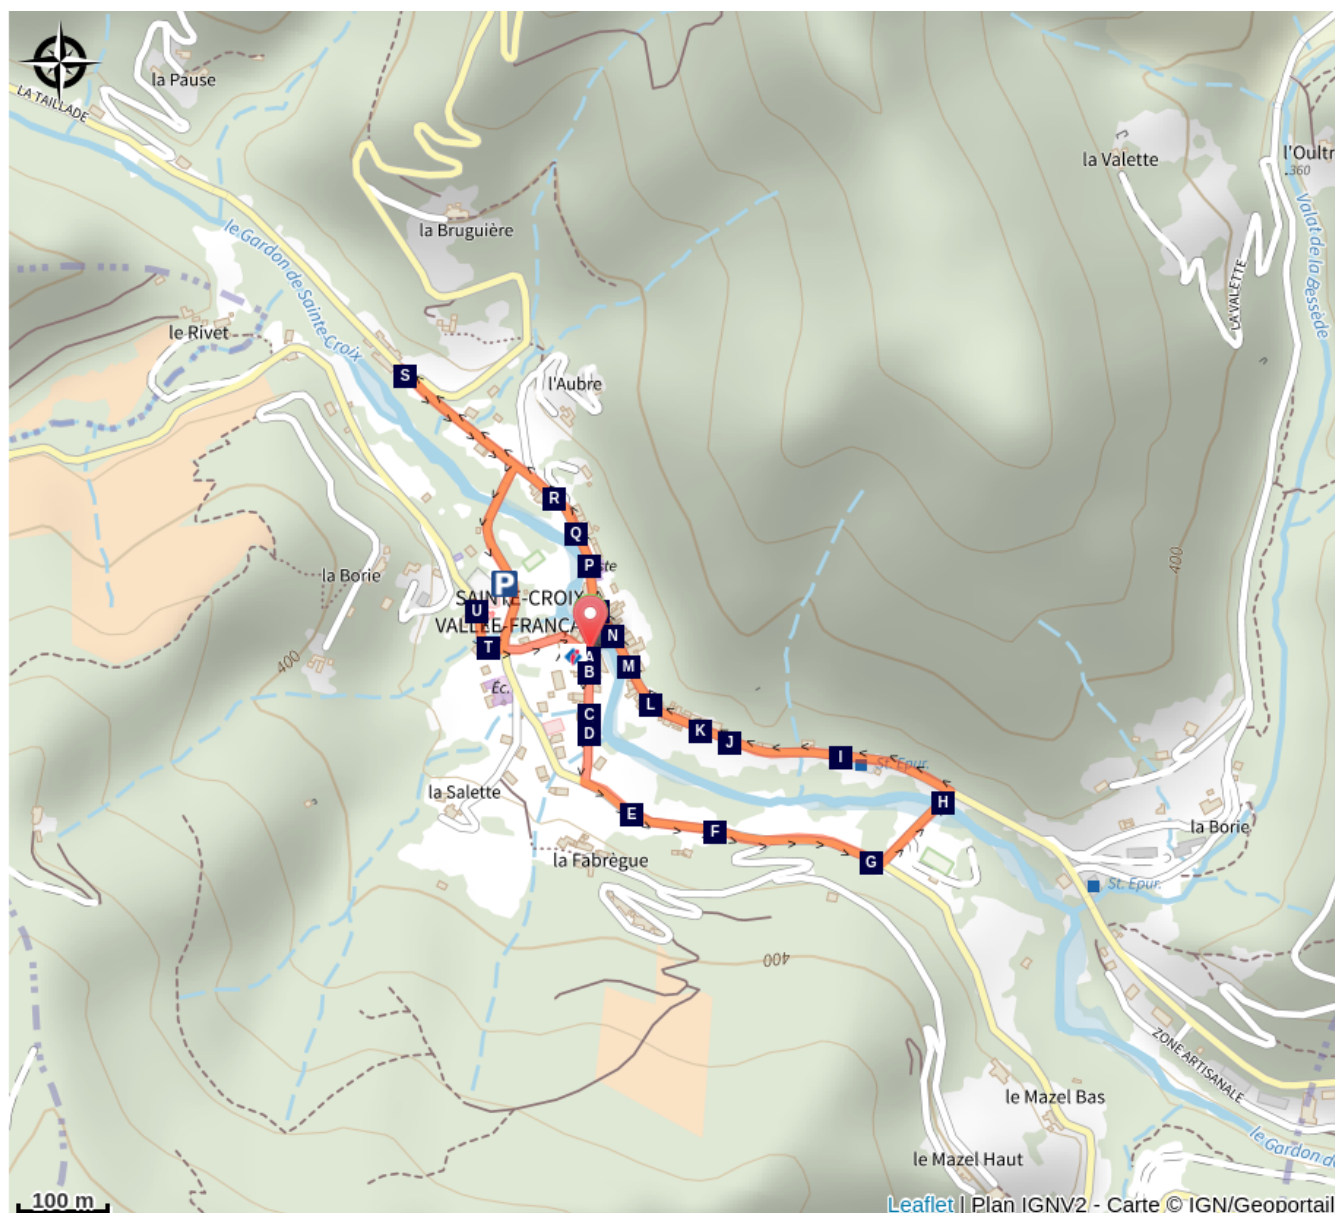 la Pause
LA TAILLADE
la Valette
l'Oultr
360
la Bruguière
le Gardon de Sainte-Croix
Valat de la Bessède
LA VALETTE
le Rivet
S
l'Aubre
R
Q
P
ste
400
la Borie
P
SAINTE-CROIX
VALLÉE-FRANÇA
U
N
T
A
B
M
400
Éc.
L
C
D
K
J
I
St. Épur.
H
la Salette
E
F
G
la Fabrègue
la Borie
St. Épur.
400
ZONE ARTISANALE
le Mazel Bas
le Gardon d
le Mazel Haut
100 m
Leaflet | Plan IGNV2 - Carte © IGN/Geoportail